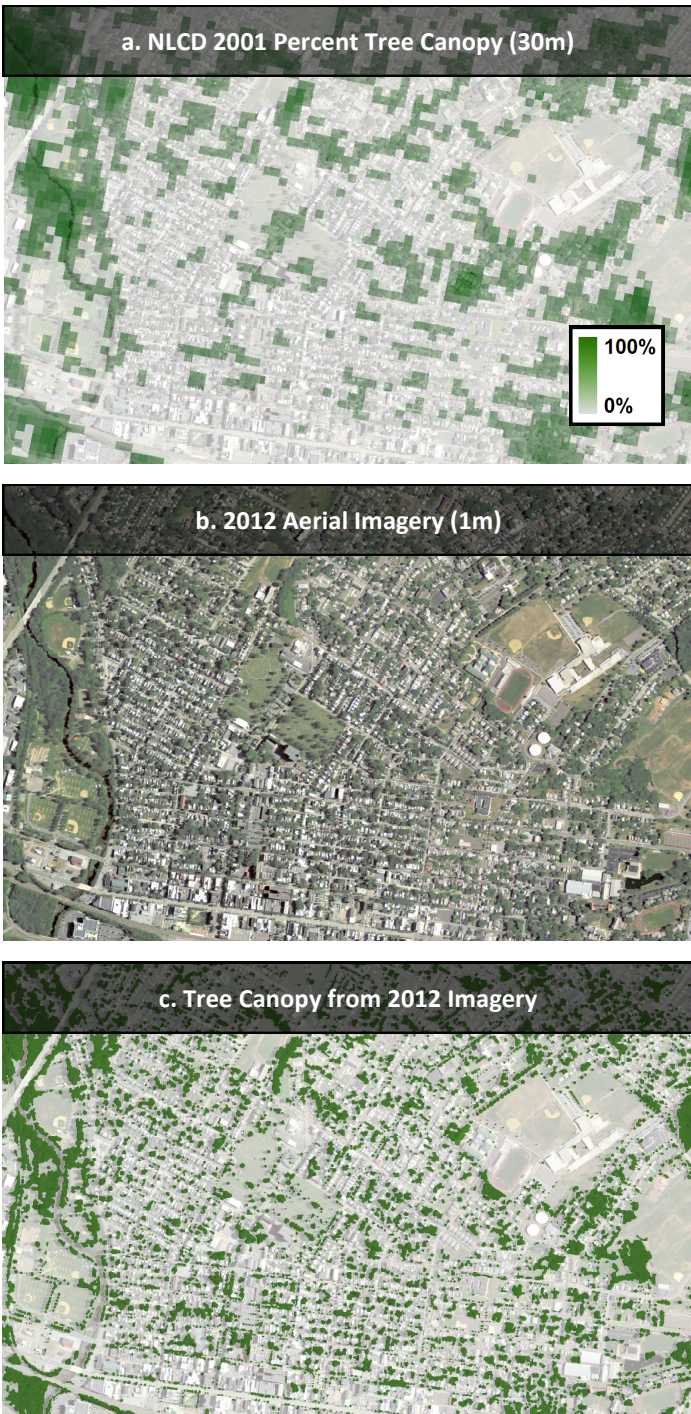 a. NLCD 2001 Percent Tree Canopy (30m)
100%
0%
b. 2012 Aerial Imagery (1m)
c. Tree Canopy from 2012 Imagery